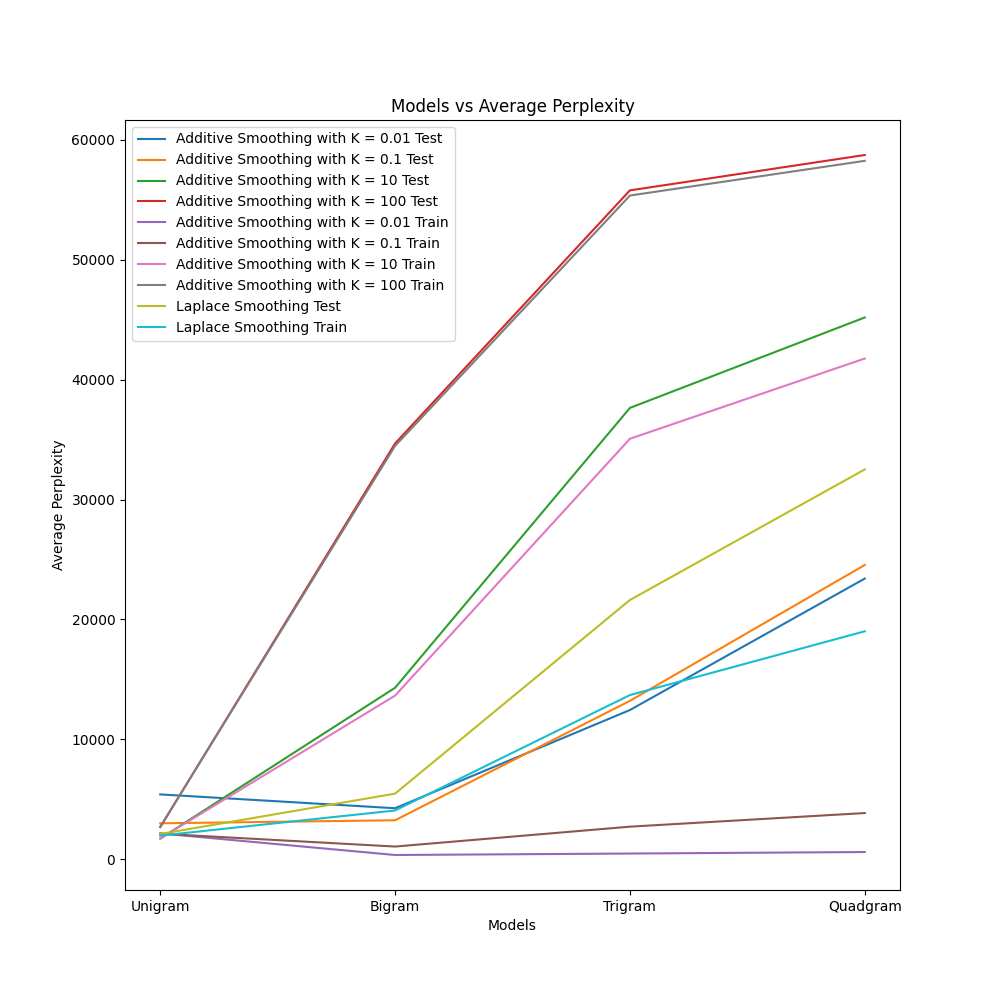 Models vs Average Perplexity
Additive Smoothing with K = 0.01 Test
Additive Smoothing with K = 0.1 Test
Additive Smoothing with K = 10 Test
Additive Smoothing with K = 100 Test
Additive Smoothing with K = 0.01 Train
Additive Smoothing with K = 0.1 Train
Additive Smoothing with K = 10 Train
Additive Smoothing with K = 100 Train
Laplace Smoothing Test
Laplace Smoothing Train
60000
50000
40000
30000
20000
10000
0
Average Perplexity
Unigram Bigram Trigram Quadgram
Models